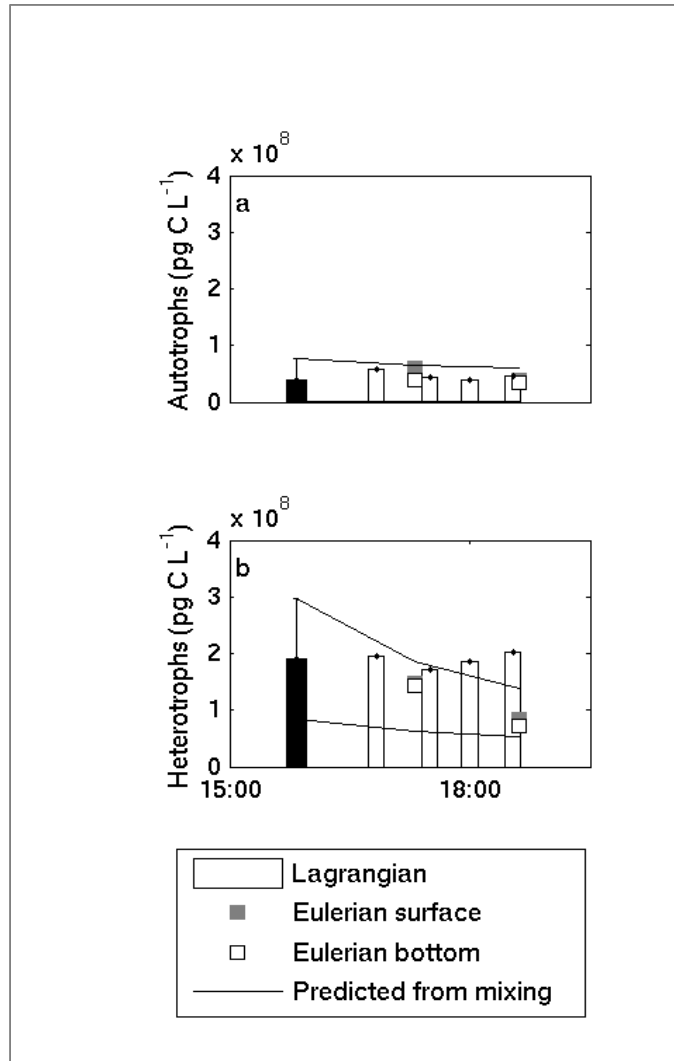 x 10^8
4
3
2
1
0
Autotrophs (pg C L^-1)
a
x 10^8
4
3
2
1
0
Heterotrophs (pg C L^-1)
b
15:00 18:00
Lagrangian
Eulerian surface
Eulerian bottom
Predicted from mixing